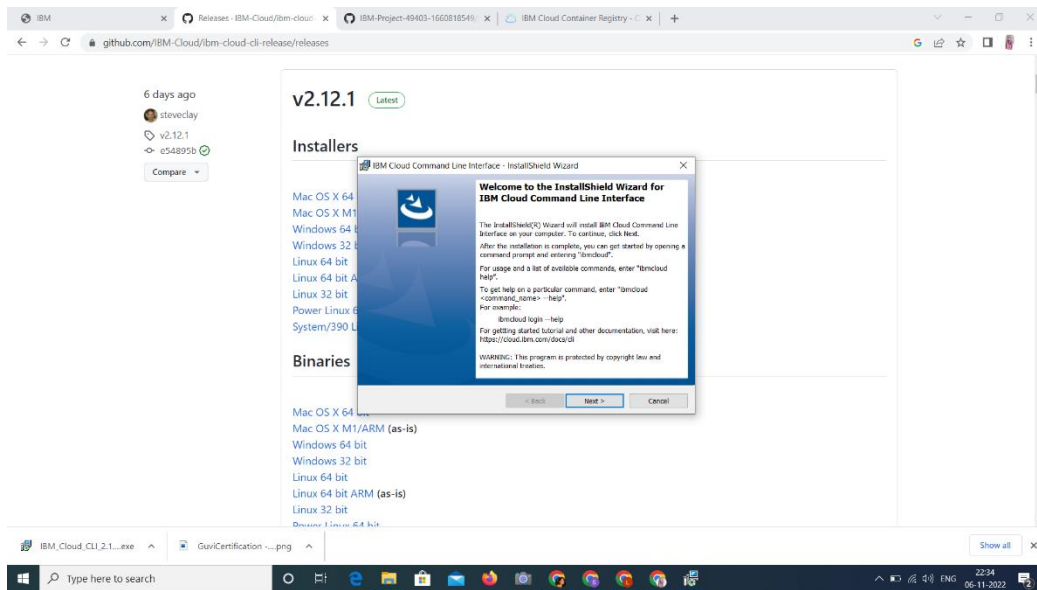 IBM
Releases · IBM-Cloud/ibm-cloud-
IBM-Project-49403-1660818549/
IBM Cloud Container Registry - C
github.com/IBM-Cloud/ibm-cloud-cli-release/releases
6 days ago
steveclay
v2.12.1
e54895b
Compare
v2.12.1
Latest
Installers
Mac OS X 64
Mac OS X M1
Windows 64 b
Windows 32 b
Linux 64 bit
Linux 64 bit A
Linux 32 bit
Power Linux 6
System/390 L
Binaries
IBM Cloud Command Line Interface - InstallShield Wizard
Welcome to the InstallShield Wizard for
IBM Cloud Command Line Interface
The InstallShield(R) Wizard will install IBM Cloud Command Line
Interface on your computer. To continue, click Next.
After the installation is complete, you can get started by opening a
command prompt and entering "ibmcloud".
For usage and a list of available commands, enter "ibmcloud
help".
To get help on a particular command, enter "ibmcloud
<command_name> --help".
For example:
ibmcloud login --help
For gettting started tutorial and other documentation, visit here:
https://cloud.ibm.com/docs/cli
WARNING: This program is protected by copyright law and
international treaties.
< Back
Next >
Cancel
Mac OS X 64 bit
Mac OS X M1/ARM (as-is)
Windows 64 bit
Windows 32 bit
Linux 64 bit
Linux 64 bit ARM (as-is)
Linux 32 bit
Power Linux 64 bit
IBM_Cloud_CLI_2.1....exe
GuviCertification -....png
Show all
Type here to search
ENG
22:34
06-11-2022
2